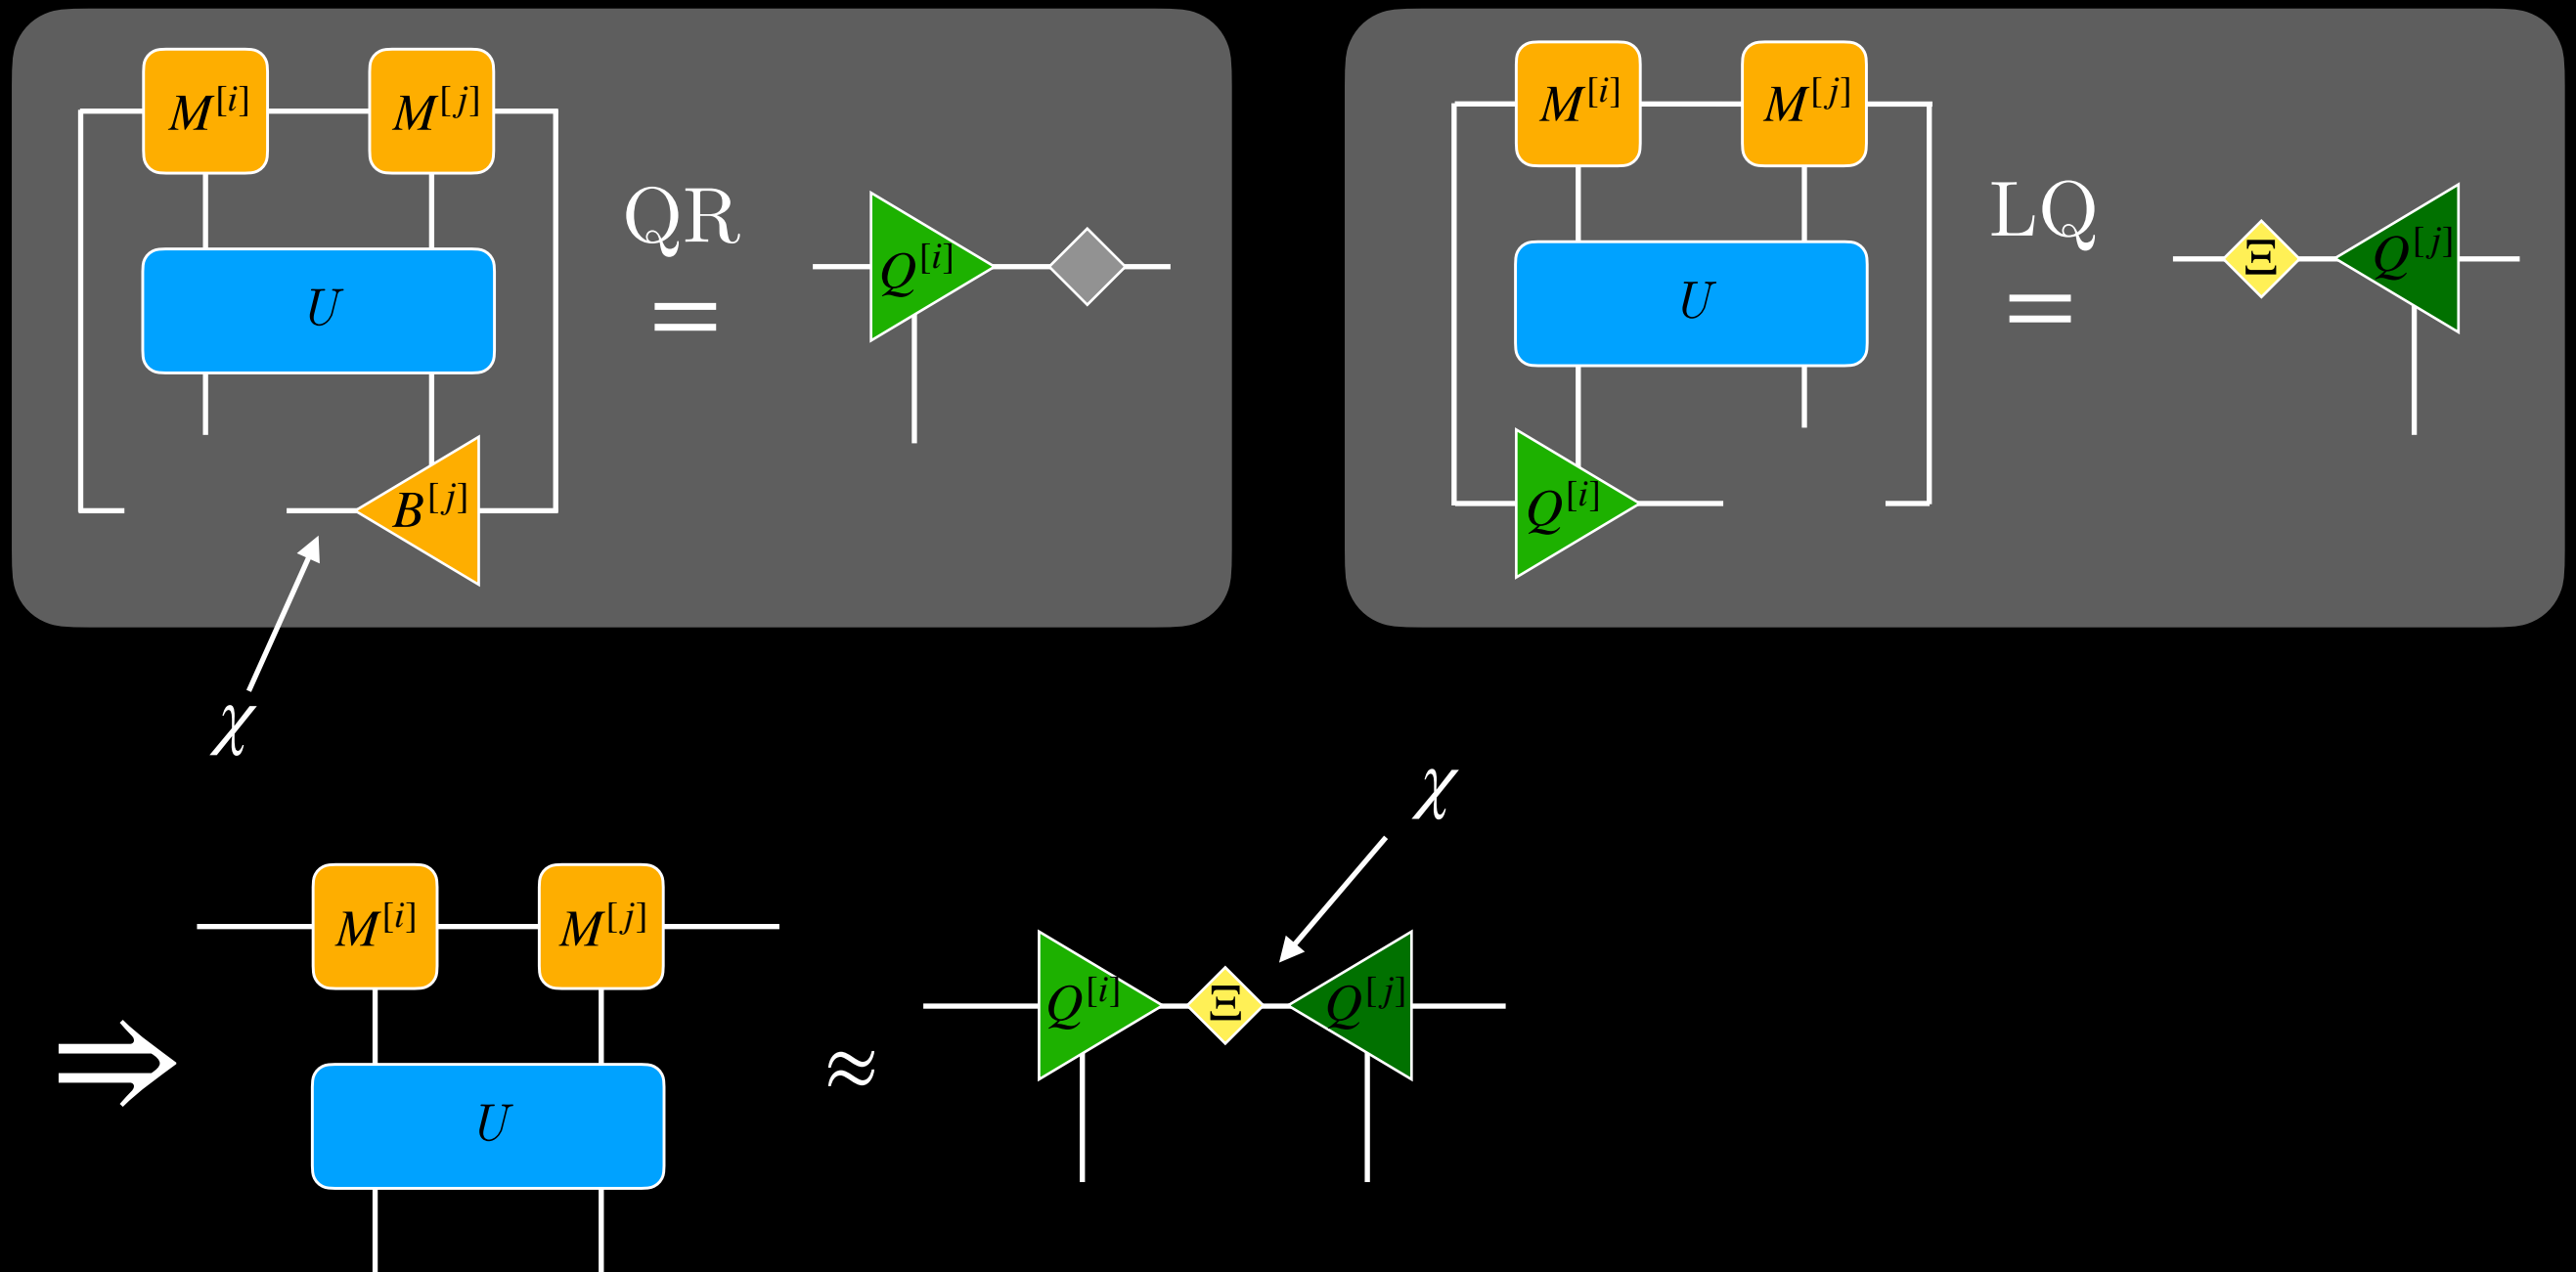 M^[i] M^[j]
U
B^[j]
QR
=
Q^[i]
χ
M^[i] M^[j]
U
Q^[i]
LQ
=
Ξ Q^[j]
⇒
M^[i] M^[j]
U
≈
Q^[i] Ξ Q^[j]
χ